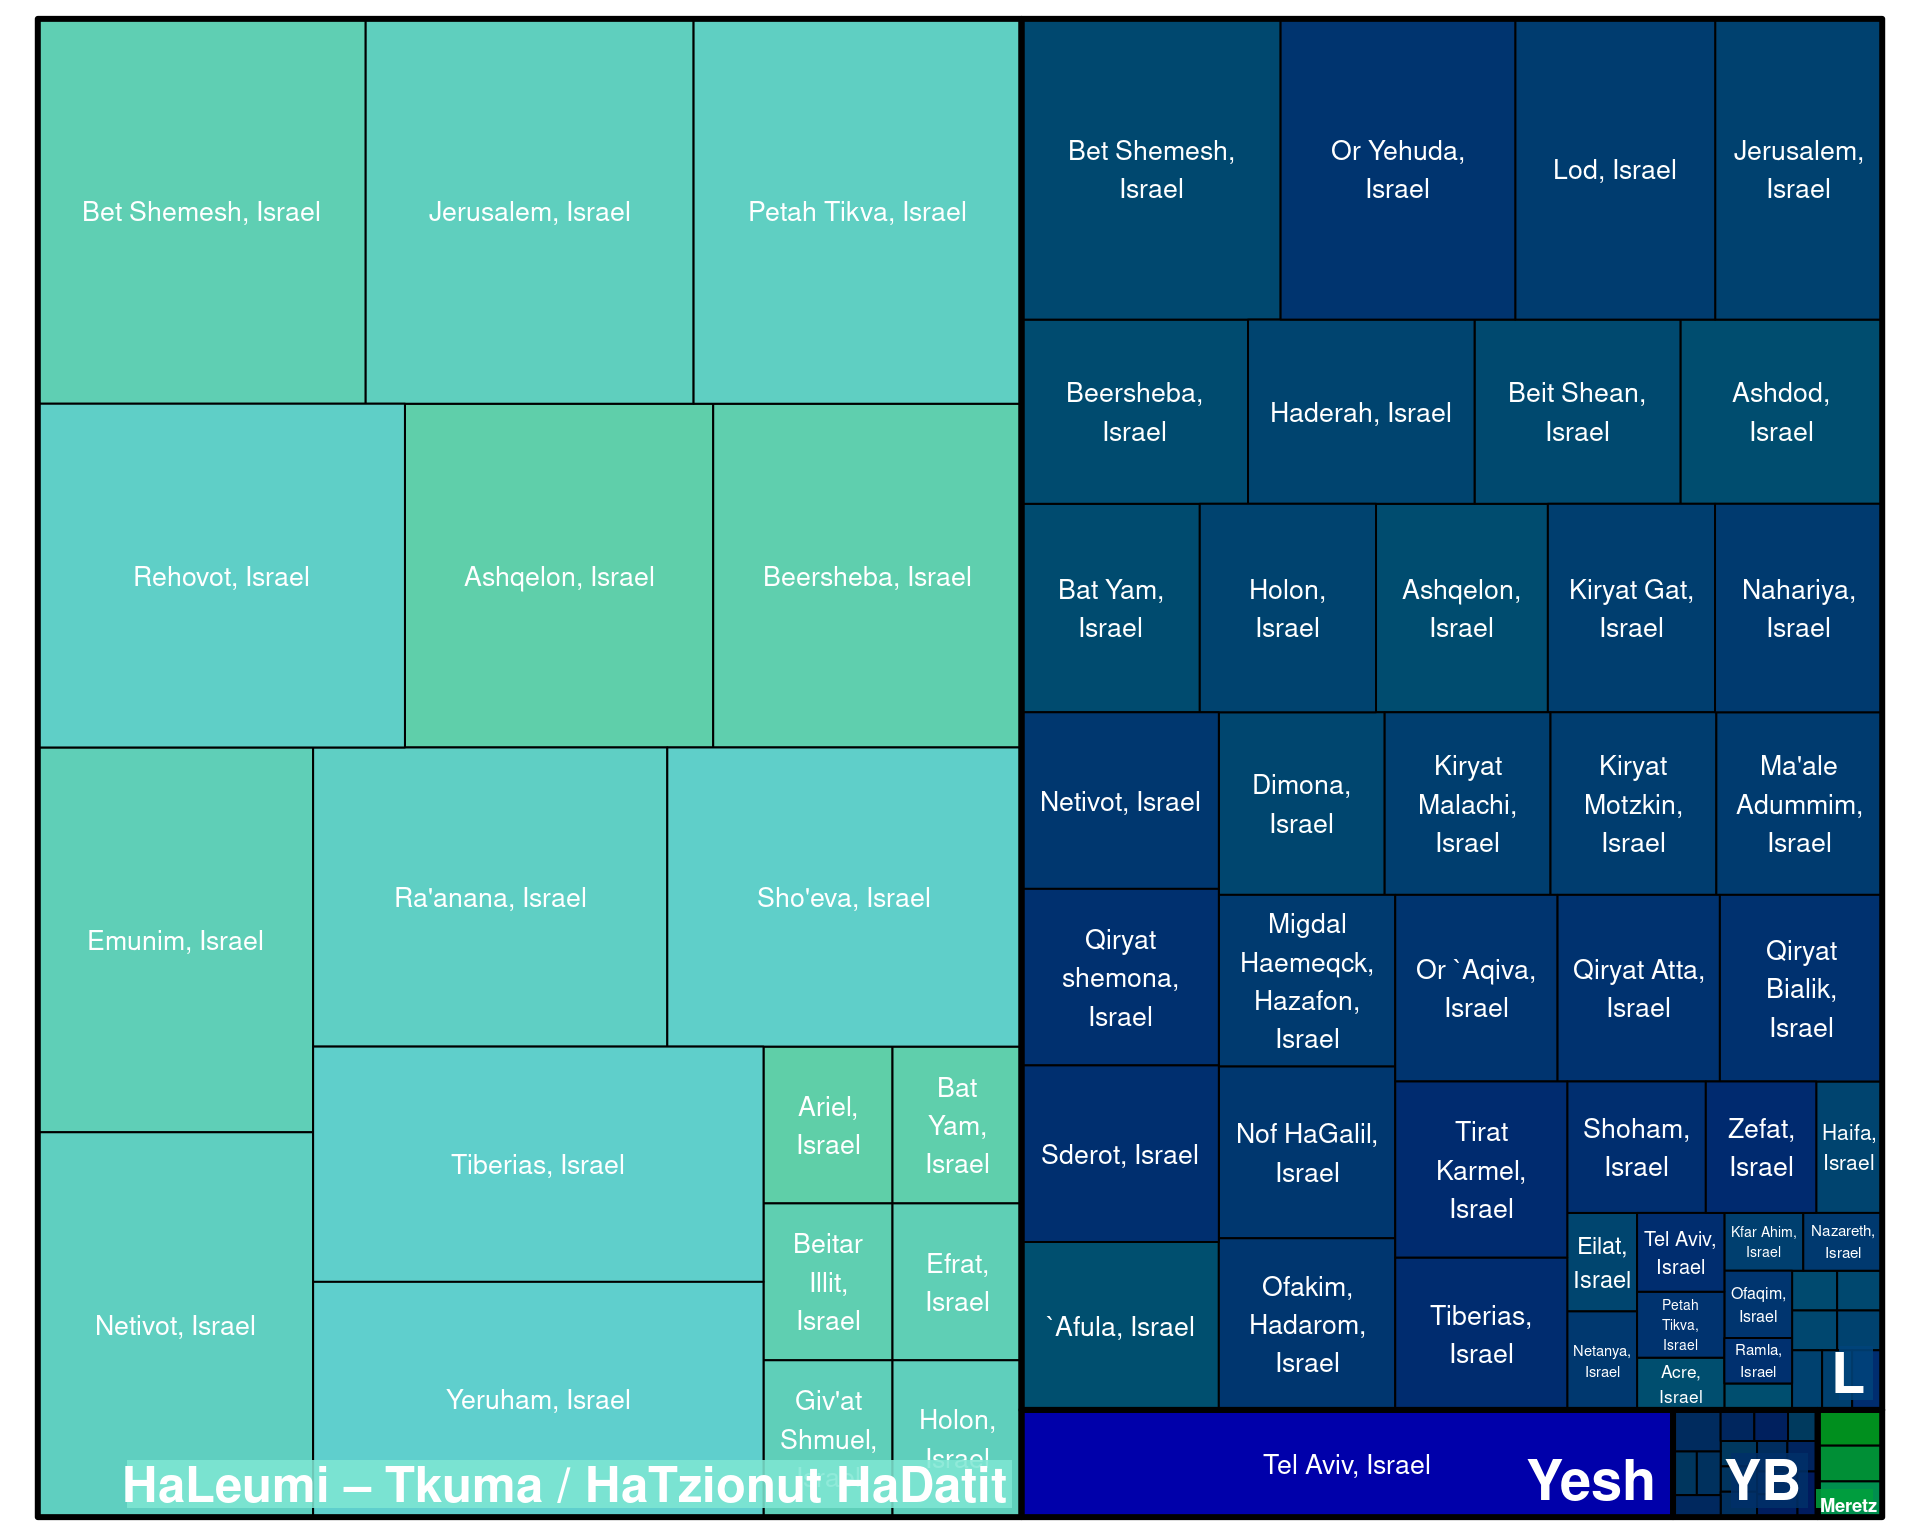 Bet Shemesh, Israel
Jerusalem, Israel
Petah Tikva, Israel
Rehovot, Israel
Ashqelon, Israel
Beersheba, Israel
Emunim, Israel
Ra'anana, Israel
Sho'eva, Israel
Netivot, Israel
Tiberias, Israel
Yeruham, Israel
Ariel,
Israel
Bat
Yam,
Israel
Beitar
Illit,
Israel
Efrat,
Israel
Giv'at
Shmuel,
Israel
Holon,
Israel
HaLeumi – Tkuma / HaTzionut HaDatit
Bet Shemesh,
Israel
Or Yehuda,
Israel
Lod, Israel
Jerusalem,
Israel
Beersheba,
Israel
Haderah, Israel
Beit Shean,
Israel
Ashdod,
Israel
Bat Yam,
Israel
Holon,
Israel
Ashqelon,
Israel
Kiryat Gat,
Israel
Nahariya,
Israel
Netivot, Israel
Dimona,
Israel
Kiryat
Malachi,
Israel
Kiryat
Motzkin,
Israel
Ma'ale
Adummim,
Israel
Qiryat
shemona,
Israel
Migdal
Haemeqck,
Hazafon,
Israel
Or `Aqiva,
Israel
Qiryat Atta,
Israel
Qiryat
Bialik,
Israel
Sderot, Israel
Nof HaGalil,
Israel
Tirat
Karmel,
Israel
Shoham,
Israel
Zefat,
Israel
Haifa,
Israel
`Afula, Israel
Ofakim,
Hadarom,
Israel
Tiberias,
Israel
Eilat,
Israel
Tel Aviv,
Israel
Kfar Ahim,
Israel
Nazareth,
Israel
Netanya,
Israel
Petah
Tikva,
Israel
Ofaqim,
Israel
Acre,
Israel
Ramla,
Israel
L
Tel Aviv, Israel
Yesh
YB
Meretz